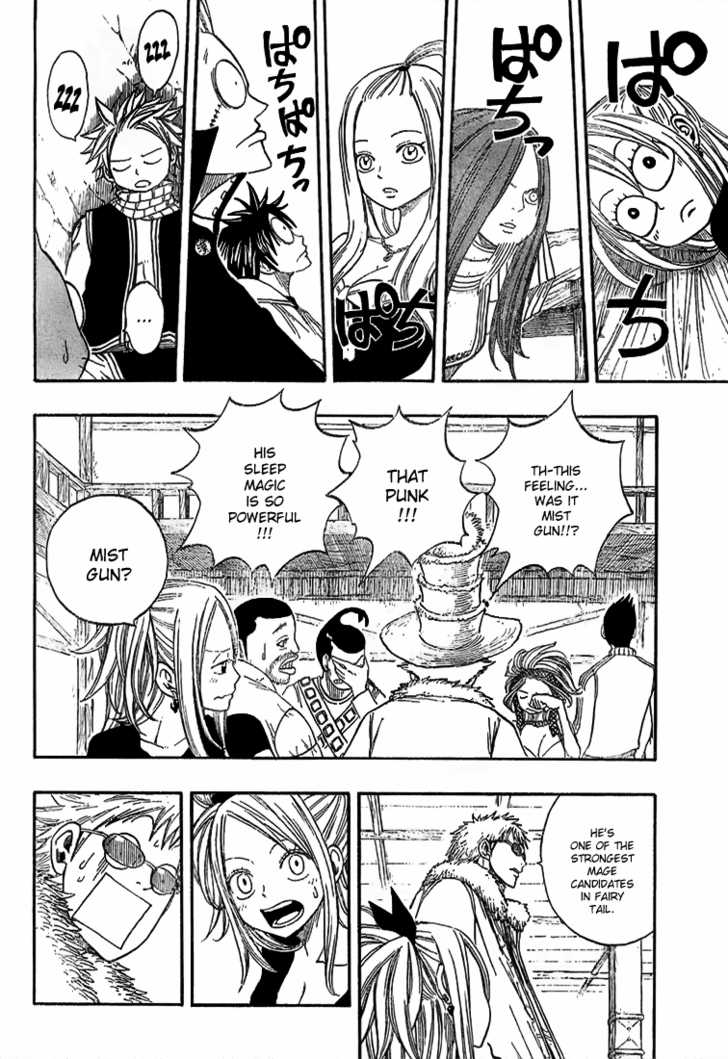 ぱち
ぱちっ
ぱち
ぱちぱちっ
ZZZ
ZZZ
...
TH-THIS
FEELING...
WAS IT
MIST
GUN!!?
THAT
PUNK
!!!
HIS
SLEEP
MAGIC
IS SO
POWERFUL
!!!
MIST
GUN?
HE'S
ONE OF THE
STRONGEST
MAGE
CANDIDATES
IN FAIRY
TAIL.